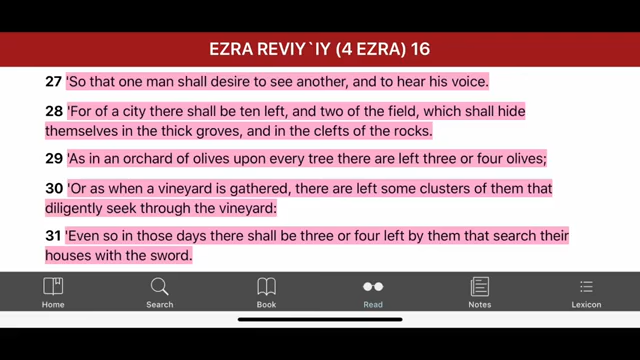 EZRA REVIY`IY (4 EZRA) 16
27 'So that one man shall desire to see another, and to hear his voice.
28 'For of a city there shall be ten left, and two of the field, which shall hide
themselves in the thick groves, and in the clefts of the rocks.
29 'As in an orchard of olives upon every tree there are left three or four olives;
30 'Or as when a vineyard is gathered, there are left some clusters of them that
diligently seek through the vineyard:
31 'Even so in those days there shall be three or four left by them that search their
houses with the sword.
Home Search Book Read Notes Lexicon